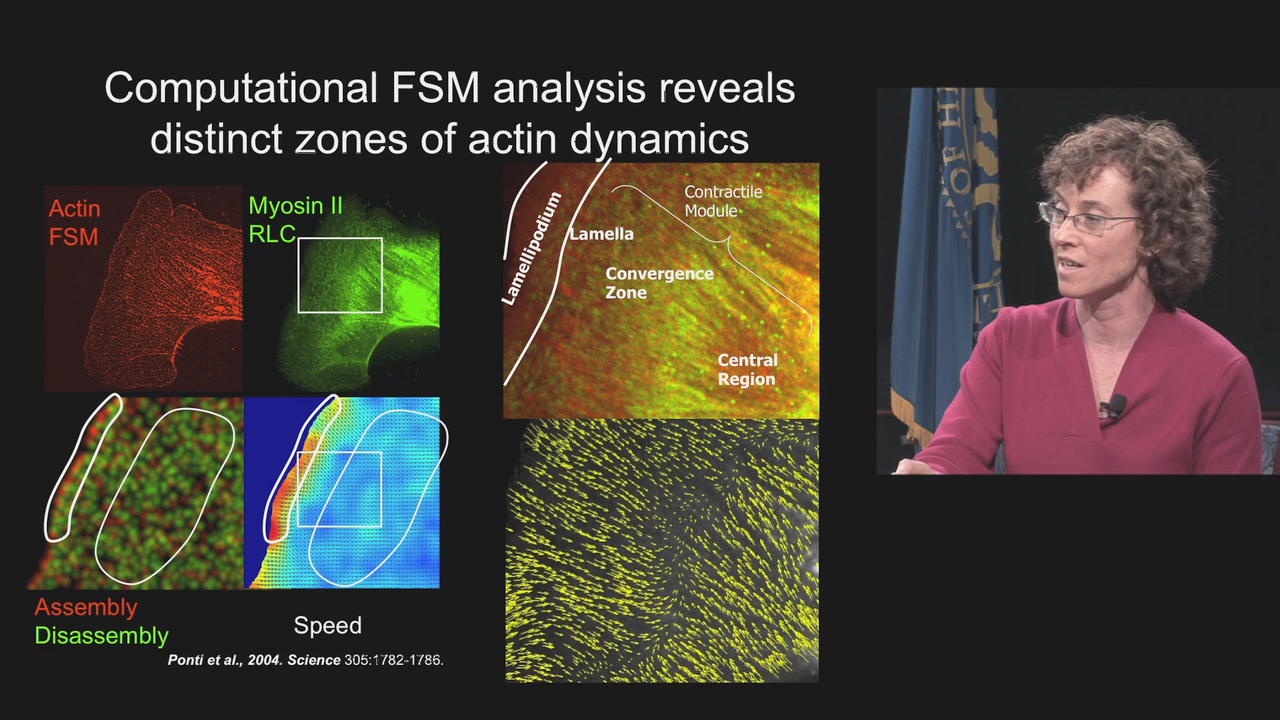 Computational FSM analysis reveals
distinct zones of actin dynamics
Actin
FSM
Myosin II
RLC
Lamellipodium
Lamella
Contractile
Module
Convergence
Zone
Central
Region
Assembly
Disassembly
Speed
Ponti et al., 2004. Science 305:1782-1786.